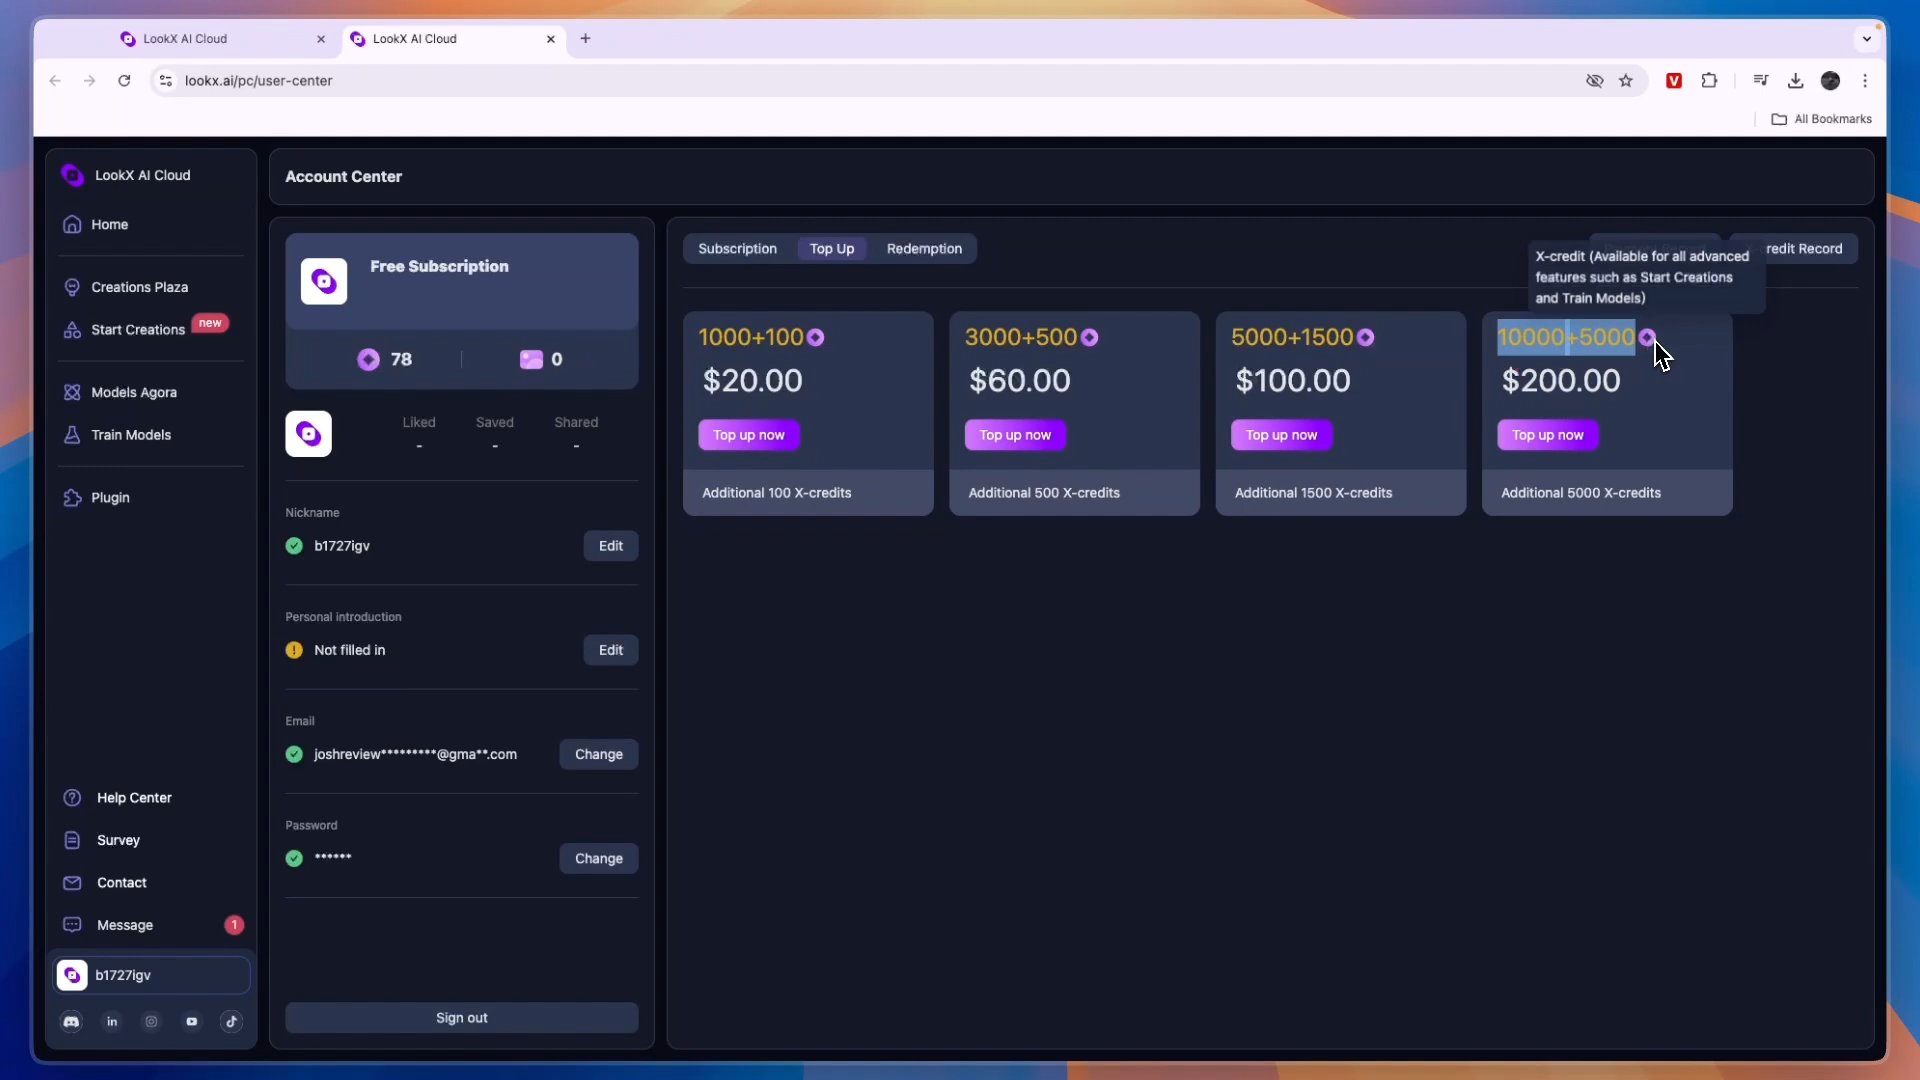 LookX AI Cloud
LookX AI Cloud
lookx.ai/pc/user-center
V
All Bookmarks
LookX AI Cloud
Home
Creations Plaza
Start Creations
new
Models Agora
Train Models
Plugin
Help Center
Survey
Contact
Message
1
b1727igv
in
Account Center
Free Subscription
78
0
Liked
Saved
Shared
-
-
-
Nickname
b1727igv
Edit
Personal introduction
Not filled in
Edit
Email
joshreview*********@gma**.com
Change
Password
******
Change
Sign out
Subscription
Top Up
Redemption
redit Record
X-credit (Available for all advanced
features such as Start Creations
and Train Models)
1000+100
$20.00
Top up now
Additional 100 X-credits
3000+500
$60.00
Top up now
Additional 500 X-credits
5000+1500
$100.00
Top up now
Additional 1500 X-credits
10000+5000
$200.00
Top up now
Additional 5000 X-credits